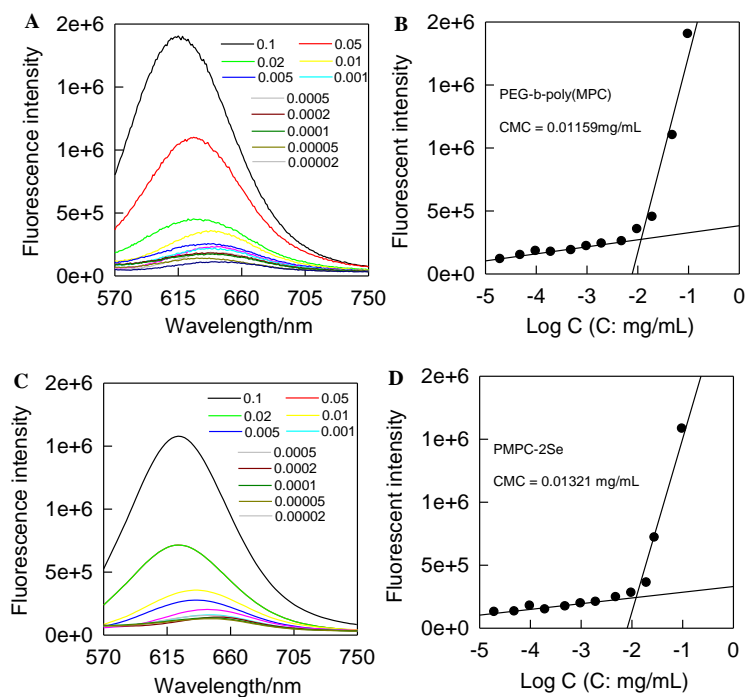 A
Fluorescence intensity
2e+6
2e+6
1e+6
5e+5
0e+0
0.1
0.05
0.02
0.01
0.005
0.001
0.0005
0.0002
0.0001
0.00005
0.00002
570
615
660
705
750
Wavelength/nm
B
Fluorescent intensity
2e+6
2e+6
1e+6
5e+5
0e+0
PEG-b-poly(MPC)
CMC = 0.01159mg/mL
-5
-4
-3
-2
-1
0
Log C (C: mg/mL)
C
Fluorescence intensity
2e+6
2e+6
1e+6
5e+5
0e+0
0.1
0.05
0.02
0.01
0.005
0.001
0.0005
0.0002
0.0001
0.00005
0.00002
570
615
660
705
750
Wavelength/nm
D
Fluorescent intensity
2e+6
2e+6
1e+6
5e+5
0e+0
PMPC-2Se
CMC = 0.01321 mg/mL
-5
-4
-3
-2
-1
0
Log C (C: mg/mL)